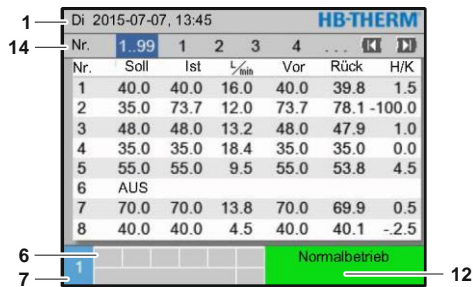 1 Di 2015-07-07, 13:45 HB-THERM
14 Nr. 1..99 1 2 3 4 ...
Nr. Soll Ist L/min Vor Rück H/K
1 40.0 40.0 16.0 40.0 39.8 1.5
2 35.0 73.7 12.0 73.7 78.1 -100.0
3 48.0 48.0 13.2 48.0 47.9 1.0
4 35.0 35.0 18.4 35.0 35.0 0.0
5 55.0 55.0 9.5 55.0 53.8 4.5
6 AUS
7 70.0 70.0 13.8 70.0 69.9 0.5
8 40.0 40.0 4.5 40.0 40.1 -.2.5
6 Normalbetrieb
7 1 12